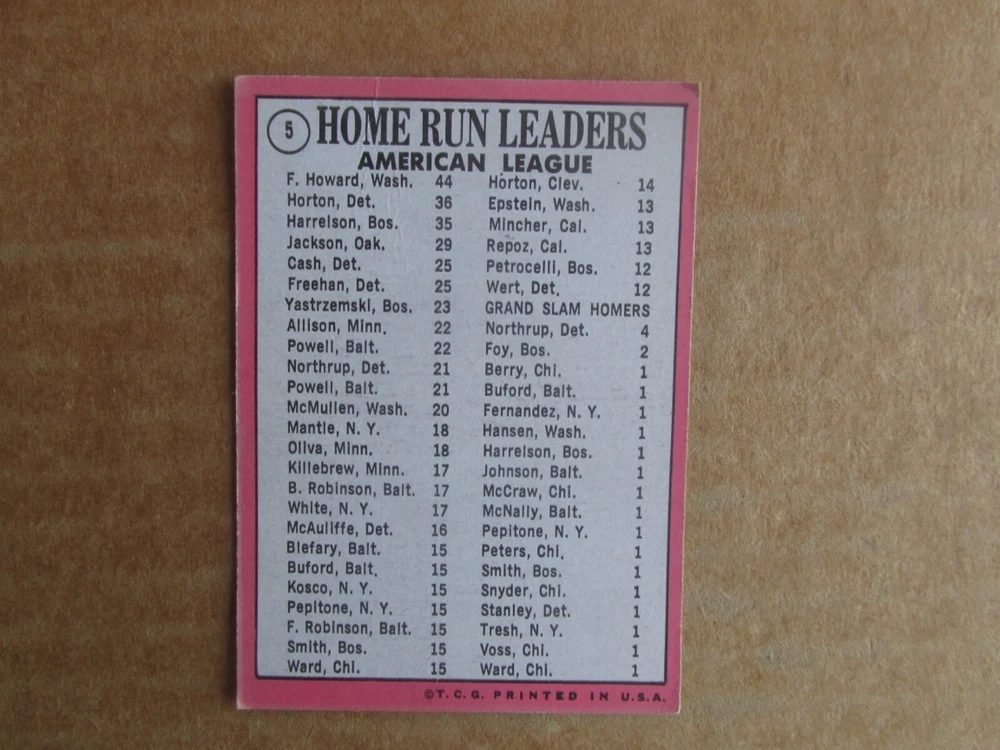 5 HOME RUN LEADERS
AMERICAN LEAGUE
F. Howard, Wash. 44
Horton, Det. 36
Harrelson, Bos. 35
Jackson, Oak. 29
Cash, Det. 25
Freehan, Det. 25
Yastrzemski, Bos. 23
Allison, Minn. 22
Powell, Balt. 22
Northrup, Det. 21
Powell, Balt. 21
McMullen, Wash. 20
Mantle, N. Y. 18
Oliva, Minn. 18
Killebrew, Minn. 17
B. Robinson, Balt. 17
White, N. Y. 17
McAuliffe, Det. 16
Blefary, Balt. 15
Buford, Balt. 15
Kosco, N. Y. 15
Pepitone, N. Y. 15
F. Robinson, Balt. 15
Smith, Bos. 15
Ward, Chi. 15
Horton, Clev. 14
Epstein, Wash. 13
Mincher, Cal. 13
Repoz, Cal. 13
Petrocelli, Bos. 12
Wert, Det. 12
GRAND SLAM HOMERS
Northrup, Det. 4
Foy, Bos. 2
Berry, Chi. 1
Buford, Balt. 1
Fernandez, N. Y. 1
Hansen, Wash. 1
Harrelson, Bos. 1
Johnson, Balt. 1
McCraw, Chi. 1
McNally, Balt. 1
Pepitone, N. Y. 1
Peters, Chi. 1
Smith, Bos. 1
Snyder, Chi. 1
Stanley, Det. 1
Tresh, N. Y. 1
Voss, Chi. 1
Ward, Chi. 1
©T. C. G. PRINTED IN U.S.A.